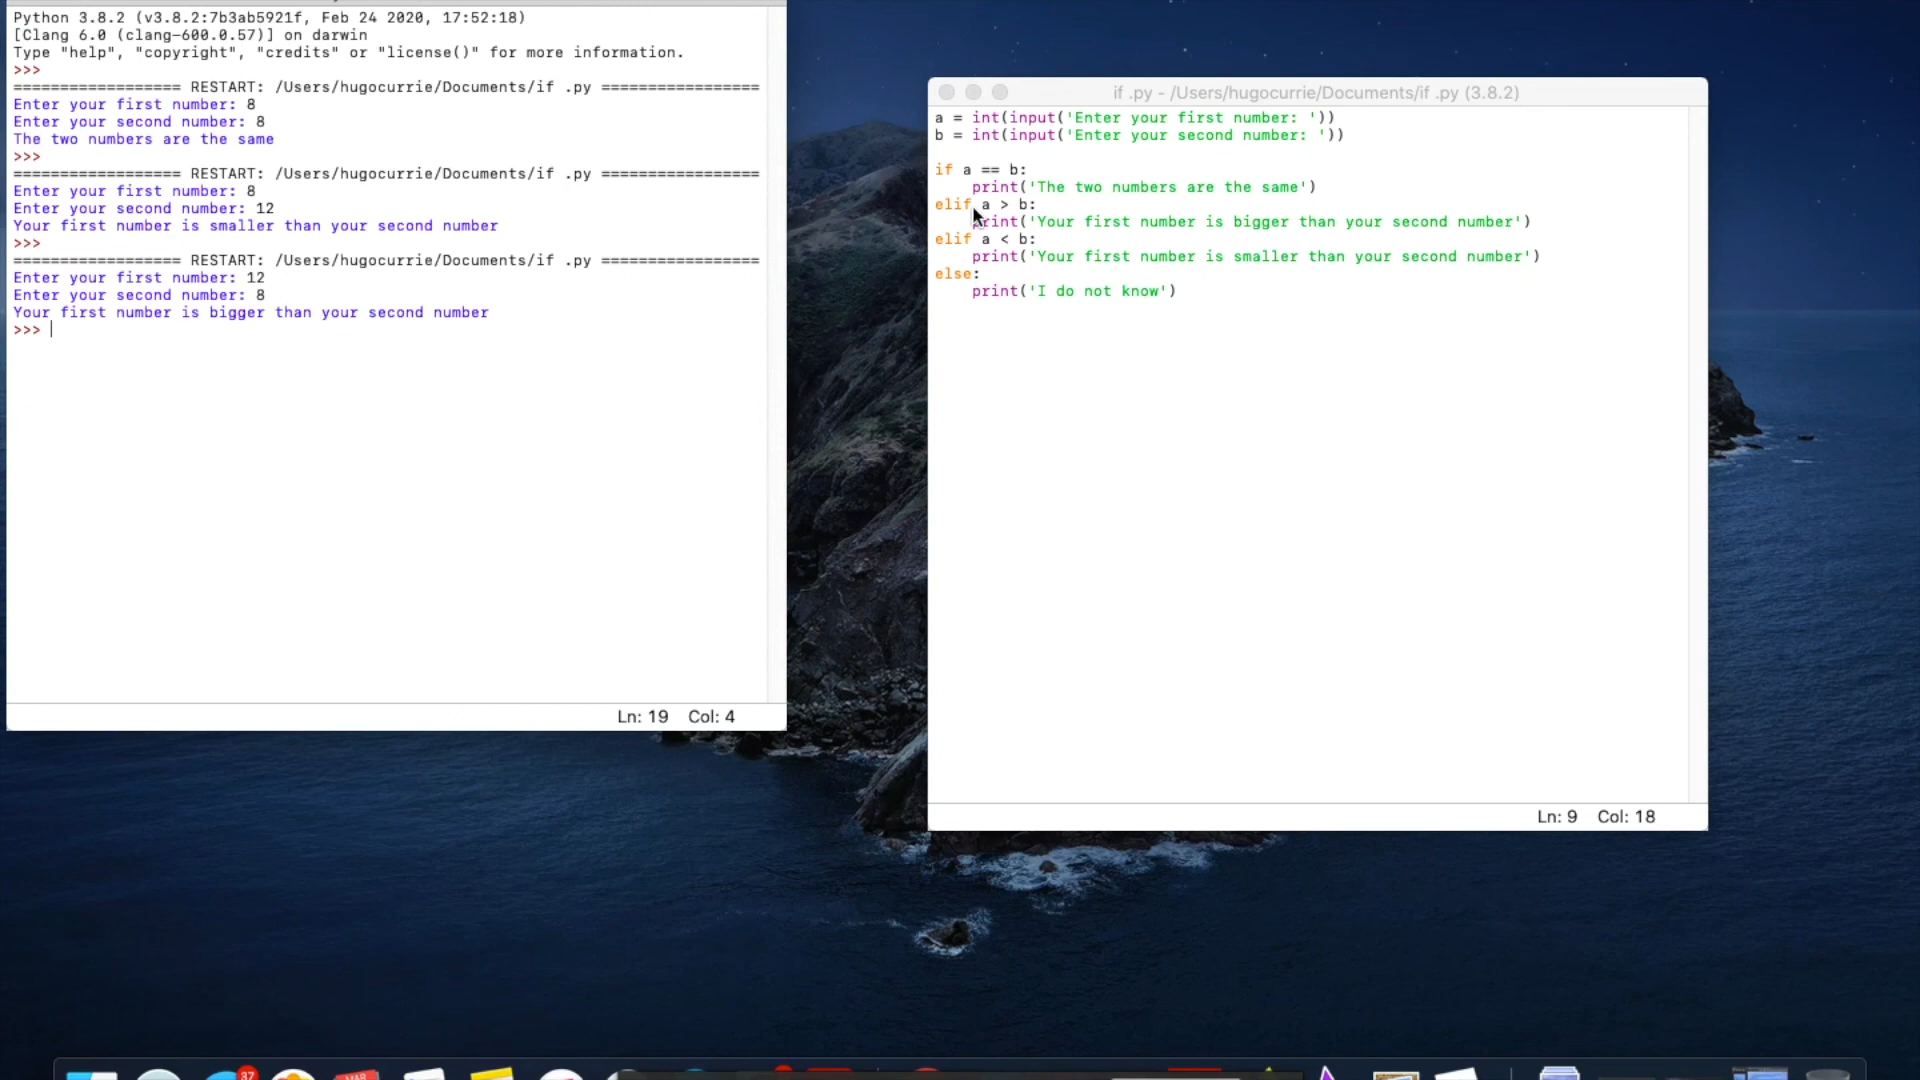 Python 3.8.2 (v3.8.2:7b3ab5921f, Feb 24 2020, 17:52:18)
[Clang 6.0 (clang-600.0.57)] on darwin
Type "help", "copyright", "credits" or "license()" for more information.
>>>
================== RESTART: /Users/hugocurrie/Documents/if .py =================
Enter your first number: 8
Enter your second number: 8
The two numbers are the same
>>>
================== RESTART: /Users/hugocurrie/Documents/if .py =================
Enter your first number: 8
Enter your second number: 12
Your first number is smaller than your second number
>>>
================== RESTART: /Users/hugocurrie/Documents/if .py =================
Enter your first number: 12
Enter your second number: 8
Your first number is bigger than your second number
>>>
Ln: 19 Col: 4
if .py - /Users/hugocurrie/Documents/if .py (3.8.2)
a = int(input('Enter your first number: '))
b = int(input('Enter your second number: '))
if a == b:
    print('The two numbers are the same')
elif a > b:
    print('Your first number is bigger than your second number')
elif a < b:
    print('Your first number is smaller than your second number')
else:
    print('I do not know')
Ln: 9 Col: 18
37
MAR